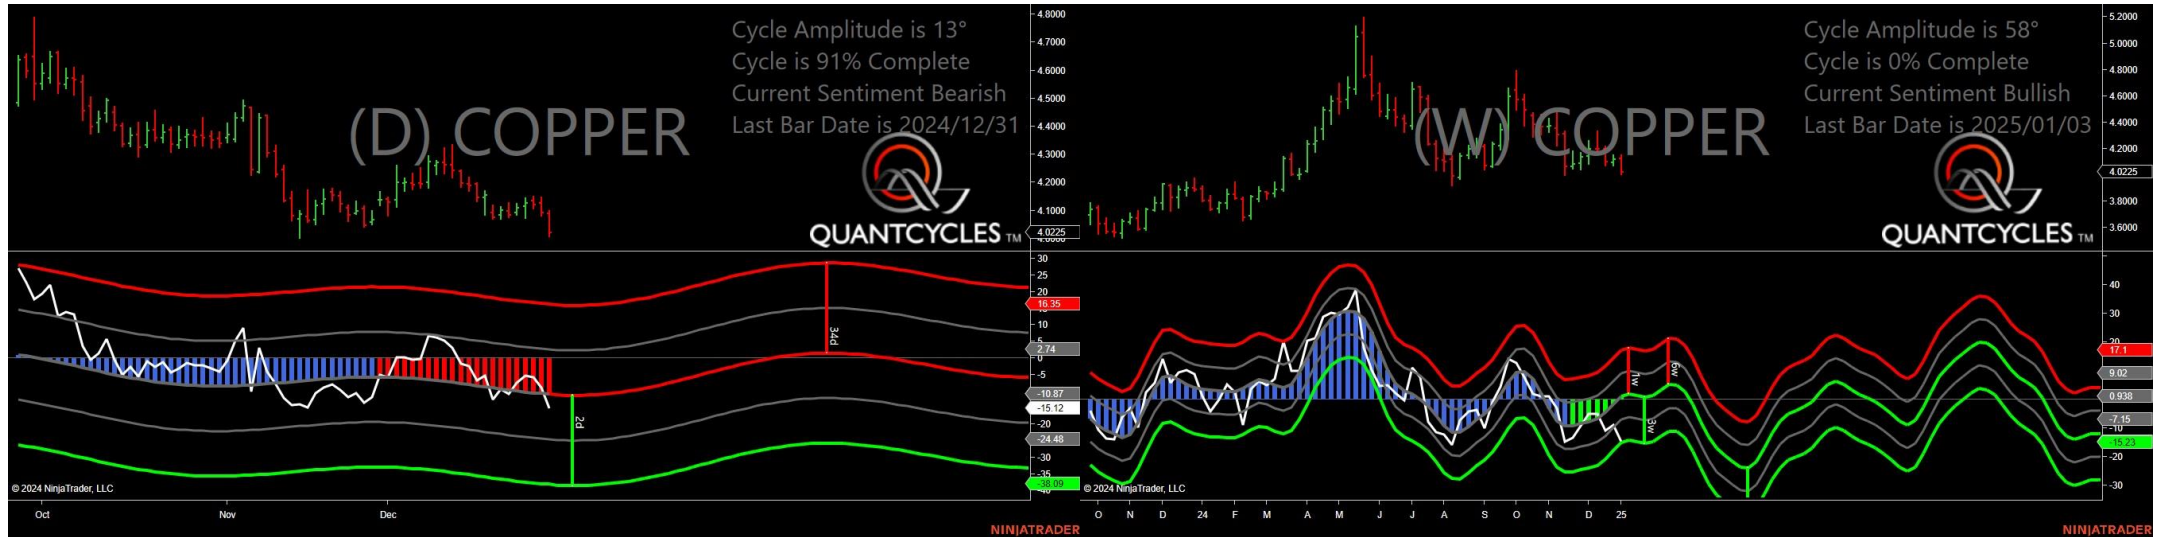 Cycle Amplitude is 13°
Cycle is 91% Complete
Current Sentiment Bearish
Last Bar Date is 2024/12/31
(D) COPPER
QUANTCYCLES TM
4.8000
4.7000
4.6000
4.5000
4.4000
4.3000
4.2000
4.1000
4.0225
30
25
20
16.35
10
5
2.74
0
-5
-10.87
-15.12
-20
-24.48
-30
-35
-38.09
34d
2d
© 2024 NinjaTrader, LLC
Oct Nov Dec
NINJATRADER
Cycle Amplitude is 58°
Cycle is 0% Complete
Current Sentiment Bullish
Last Bar Date is 2025/01/03
(W) COPPER
QUANTCYCLES TM
5.2000
5.0000
4.8000
4.6000
4.4000
4.2000
4.0225
3.8000
3.6000
40
30
20
17.1
9.02
0.938
-7.15
-10
-15.23
-20
-30
1w
6w
3w
© 2024 NinjaTrader, LLC
O N D 24 F M A M J J A S O N D 25
NINJATRADER